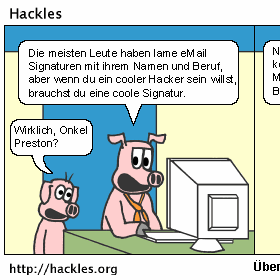 Hackles
Die meisten Leute haben lame eMail
Signaturen mit ihrem Namen und Beruf,
aber wenn du ein cooler Hacker sein willst,
brauchst du eine coole Signatur.
Wirklich, Onkel
Preston?
http://hackles.org